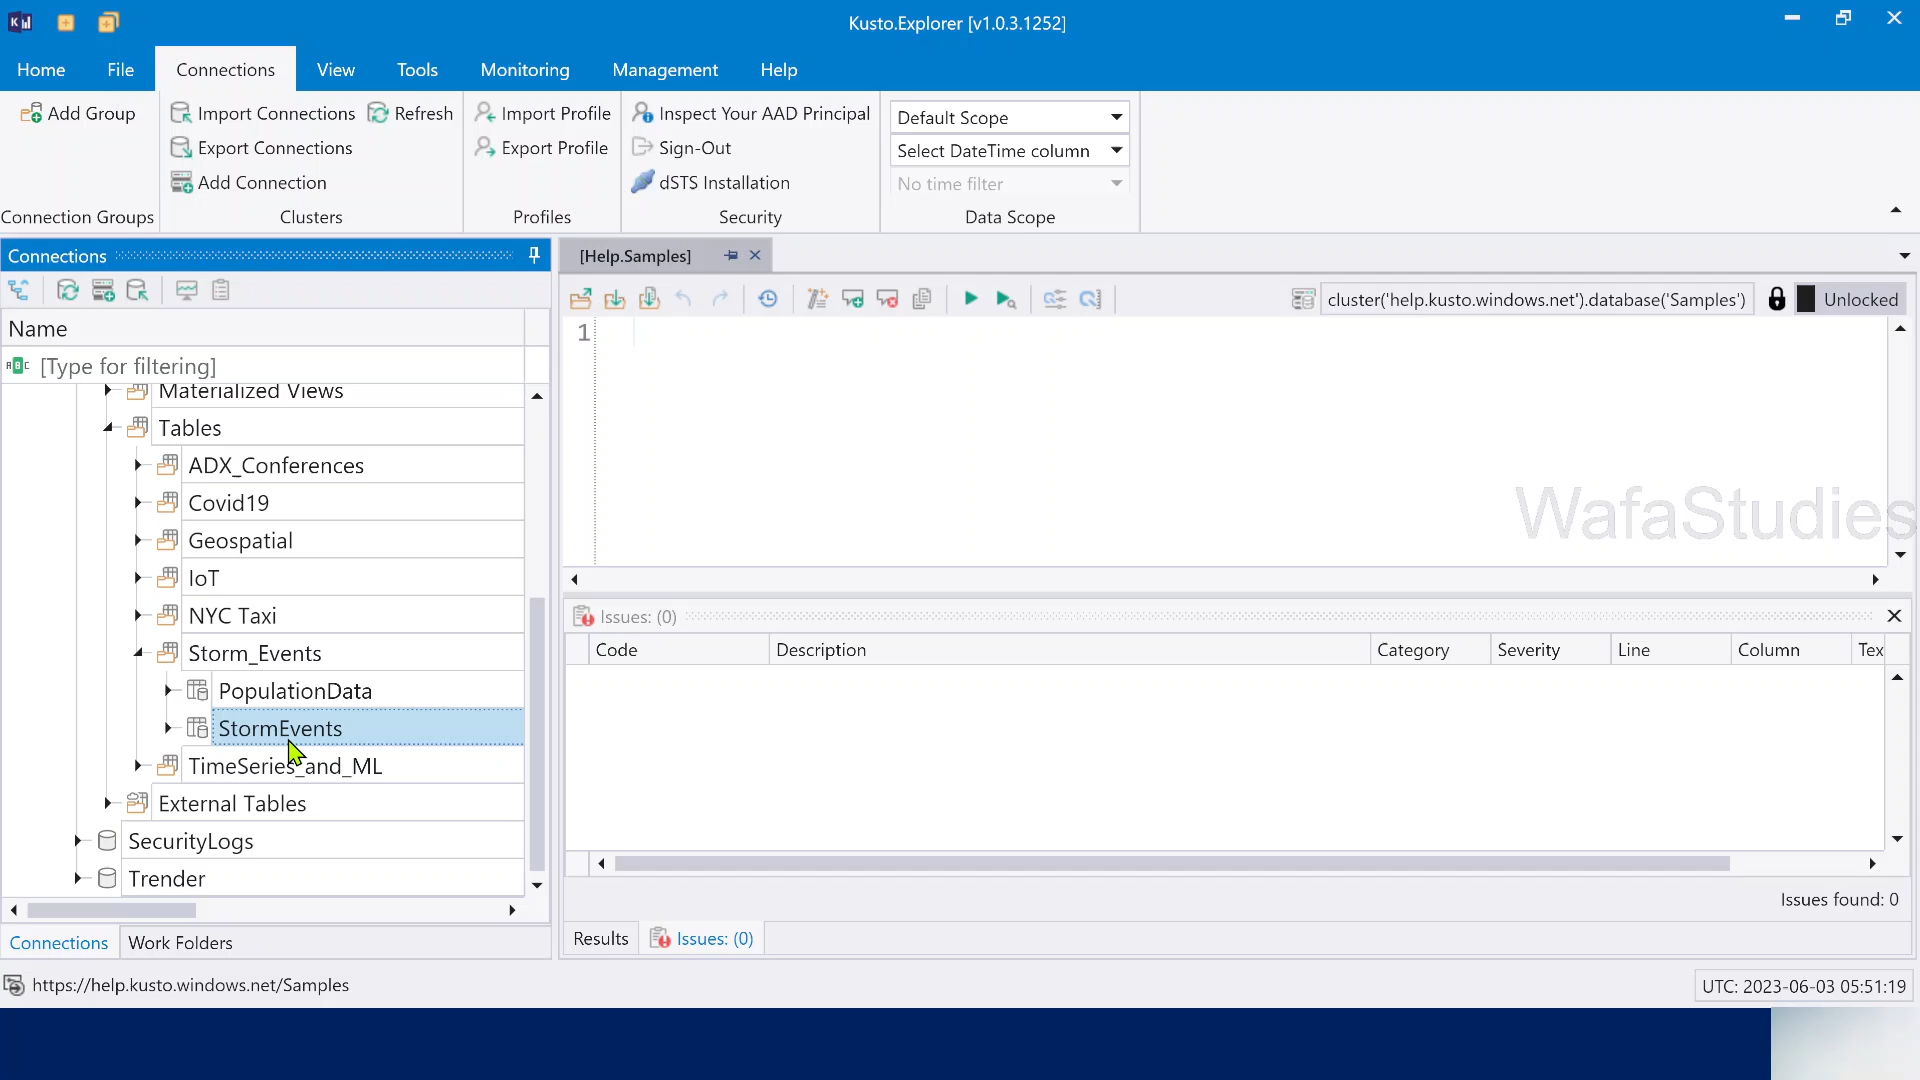 Kusto.Explorer [v1.0.3.1252]
Home File Connections View Tools Monitoring Management Help
Add Group
Connection Groups
Import Connections Refresh
Export Connections
Add Connection
Clusters
Import Profile
Export Profile
Profiles
Inspect Your AAD Principal
Sign-Out
dSTS Installation
Security
Default Scope
Select DateTime column
No time filter
Data Scope
Connections
Name
[Type for filtering]
Materialized Views
Tables
ADX_Conferences
Covid19
Geospatial
IoT
NYC Taxi
Storm_Events
PopulationData
StormEvents
TimeSeries_and_ML
External Tables
SecurityLogs
Trender
Connections Work Folders
[Help.Samples]
cluster('help.kusto.windows.net').database('Samples') Unlocked
1
WafaStudies
Issues: (0)
Code Description Category Severity Line Column Tex
Issues found: 0
Results Issues: (0)
https://help.kusto.windows.net/Samples
UTC: 2023-06-03 05:51:19